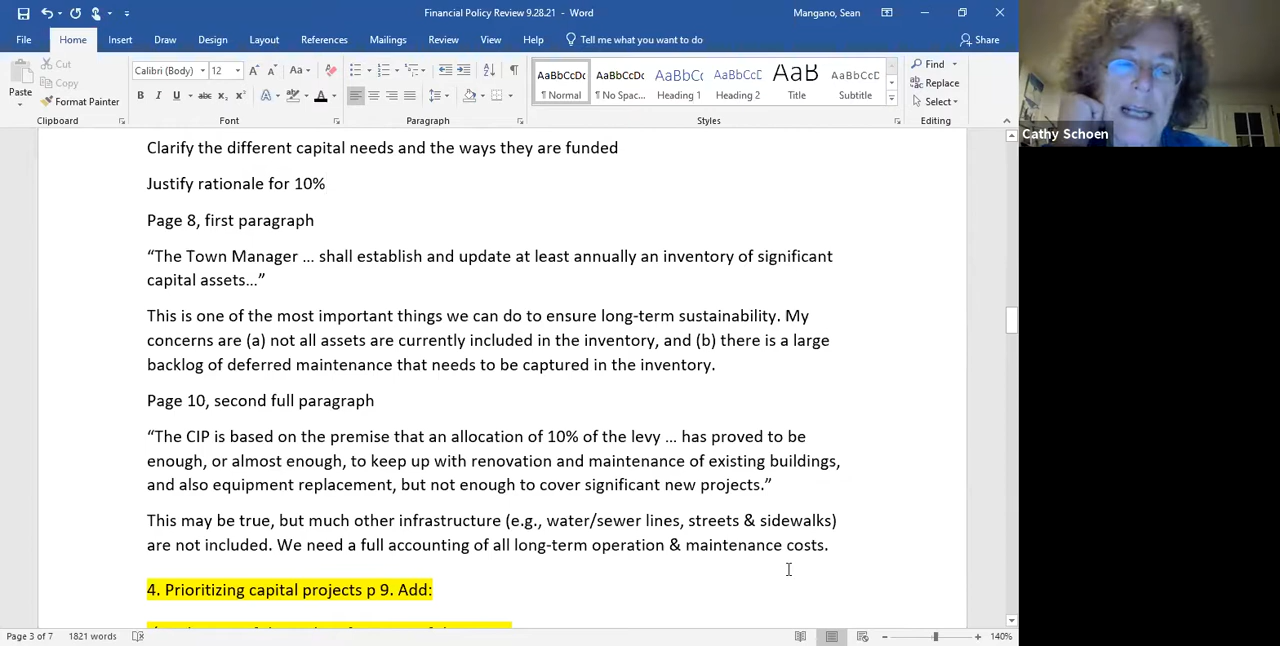 Financial Policy Review 9.28.21 - Word
Mangano, Sean
File Home Insert Draw Design Layout References Mailings Review View Help Tell me what you want to do Share
Paste
Cut
Copy
Format Painter
Clipboard
Calibri (Body) 12
Font
Paragraph
AaBbCcDc AaBbCcDc AaBbC AaBbCcD AaB AaBbCcD
¶ Normal ¶ No Spac... Heading 1 Heading 2 Title Subtitle
Styles
Find
Replace
Select
Editing
Cathy Schoen
Clarify the different capital needs and the ways they are funded
Justify rationale for 10%
Page 8, first paragraph
“The Town Manager … shall establish and update at least annually an inventory of significant
capital assets…”
This is one of the most important things we can do to ensure long-term sustainability. My
concerns are (a) not all assets are currently included in the inventory, and (b) there is a large
backlog of deferred maintenance that needs to be captured in the inventory.
Page 10, second full paragraph
“The CIP is based on the premise that an allocation of 10% of the levy … has proved to be
enough, or almost enough, to keep up with renovation and maintenance of existing buildings,
and also equipment replacement, but not enough to cover significant new projects.”
This may be true, but much other infrastructure (e.g., water/sewer lines, streets & sidewalks)
are not included. We need a full accounting of all long-term operation & maintenance costs.
4. Prioritizing capital projects p 9. Add:
Page 3 of 7 1821 words
140%